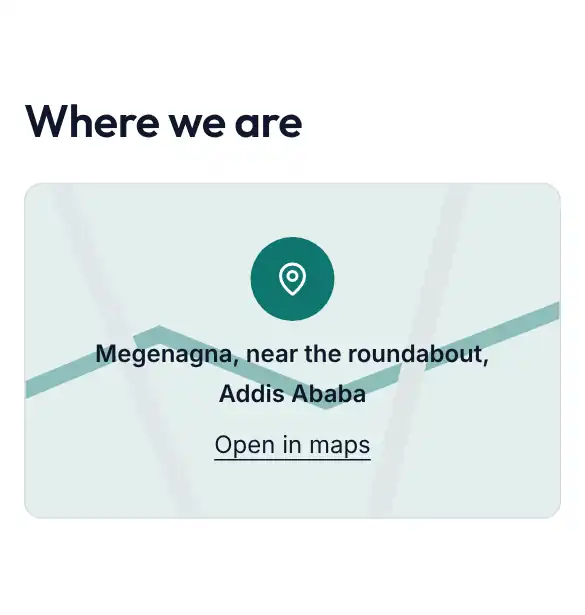 Where we are
Megenagna, near the roundabout,
Addis Ababa
Open in maps